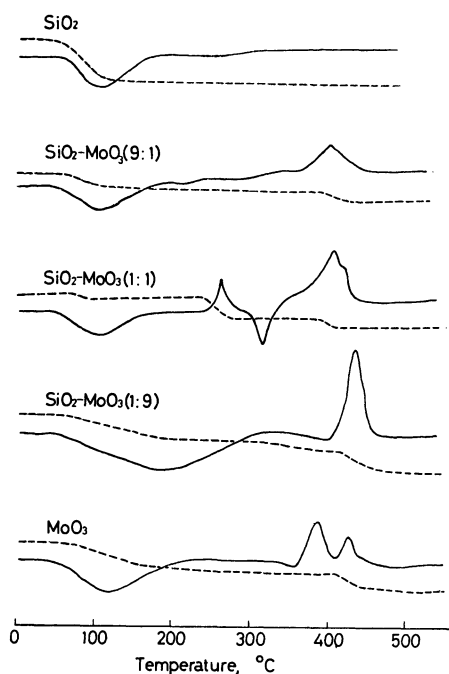 SiO₂
SiO₂-MoO₃(9:1)
SiO₂-MoO₃(1:1)
SiO₂-MoO₃(1:9)
MoO₃
0 100 200 300 400 500
Temperature, °C